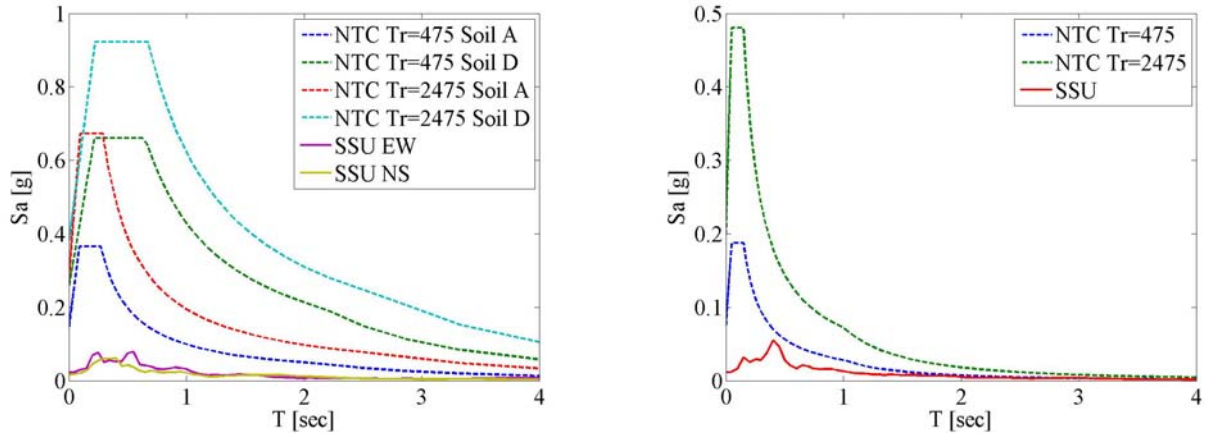 1
0.8
0.6
0.4
0.2
0
Sa [g]
0 1 2 3 4
T [sec]
NTC Tr=475 Soil A
NTC Tr=475 Soil D
NTC Tr=2475 Soil A
NTC Tr=2475 Soil D
SSU EW
SSU NS
0.5
0.4
0.3
0.2
0.1
0
Sa [g]
0 1 2 3 4
T [sec]
NTC Tr=475
NTC Tr=2475
SSU